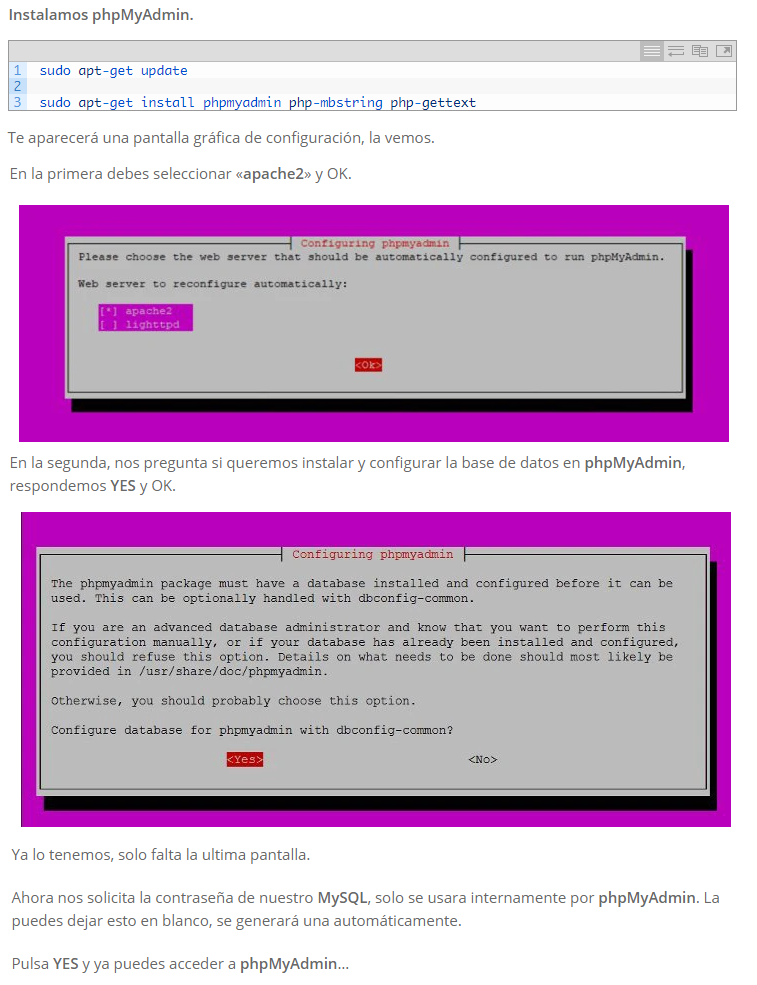 Instalamos phpMyAdmin.
1 sudo apt-get update
2
3 sudo apt-get install phpmyadmin php-mbstring php-gettext
Te aparecerá una pantalla gráfica de configuración, la vemos.
En la primera debes seleccionar «apache2» y OK.
Configuring phpmyadmin
Please choose the web server that should be automatically configured to run phpMyAdmin.
Web server to reconfigure automatically:
[*] apache2
[ ] lighttpd
<Ok>
En la segunda, nos pregunta si queremos instalar y configurar la base de datos en phpMyAdmin,
respondemos YES y OK.
Configuring phpmyadmin
The phpmyadmin package must have a database installed and configured before it can be
used. This can be optionally handled with dbconfig-common.
If you are an advanced database administrator and know that you want to perform this
configuration manually, or if your database has already been installed and configured,
you should refuse this option. Details on what needs to be done should most likely be
provided in /usr/share/doc/phpmyadmin.
Otherwise, you should probably choose this option.
Configure database for phpmyadmin with dbconfig-common?
<Yes> <No>
Ya lo tenemos, solo falta la ultima pantalla.
Ahora nos solicita la contraseña de nuestro MySQL, solo se usara internamente por phpMyAdmin. La
puedes dejar esto en blanco, se generará una automáticamente.
Pulsa YES y ya puedes acceder a phpMyAdmin...